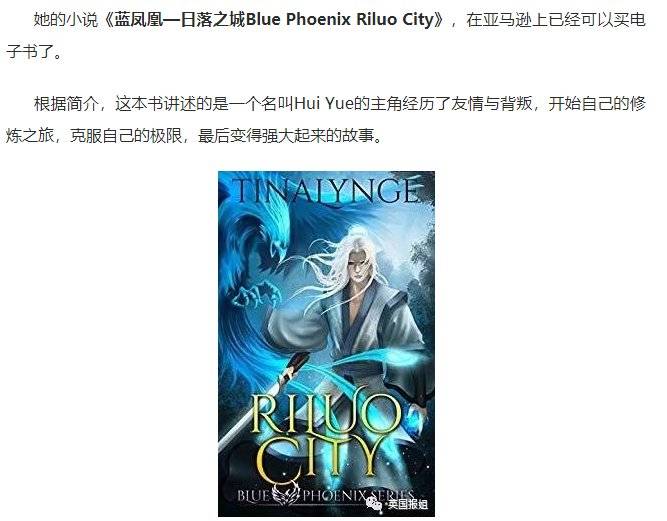 她的小说《蓝凤凰—日落之城Blue Phoenix Riluo City》，在亚马逊上已经可以买电
子书了。
根据简介，这本书讲述的是一个名叫Hui Yue的主角经历了友情与背叛，开始自己的修
炼之旅，克服自己的极限，最后变得强大起来的故事。
TINALYNGE
RILUO
CITY
BLUE PHOENIX SERIES
英国报姐